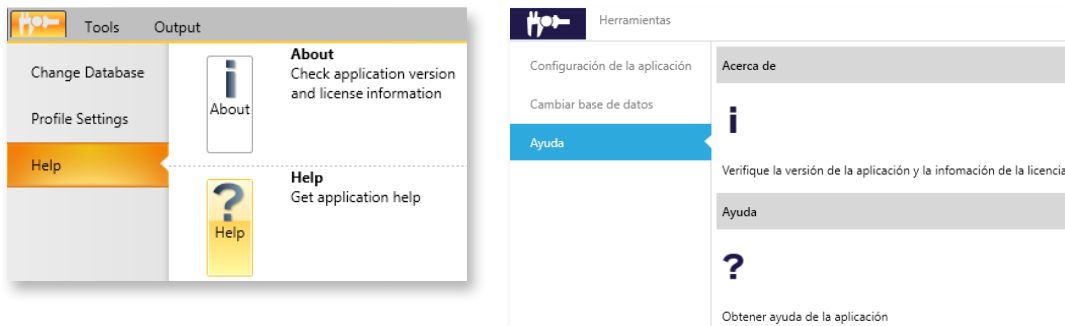 Tools Output
Change Database
Profile Settings
Help
About
About
Check application version
and license information
Help
Help
Get application help
Herramientas
Configuración de la aplicación
Cambiar base de datos
Ayuda
Acerca de
Verifique la versión de la aplicación y la infomación de la licencia
Ayuda
Obtener ayuda de la aplicación